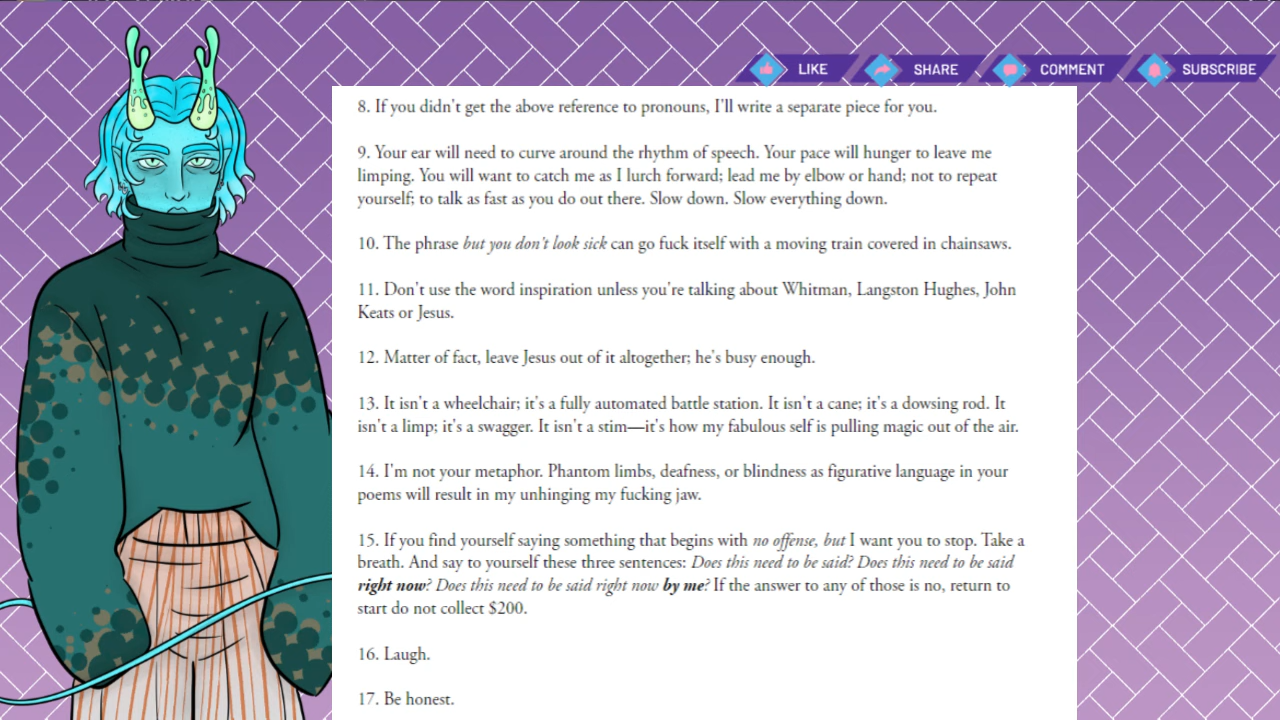 LIKE
SHARE
COMMENT
SUBSCRIBE
8. If you didn't get the above reference to pronouns, I'll write a separate piece for you.
9. Your ear will need to curve around the rhythm of speech. Your pace will hunger to leave me
limping. You will want to catch me as I lurch forward; lead me by elbow or hand; not to repeat
yourself; to talk as fast as you do out there. Slow down. Slow everything down.
10. The phrase but you don't look sick can go fuck itself with a moving train covered in chainsaws.
11. Don't use the word inspiration unless you're talking about Whitman, Langston Hughes, John
Keats or Jesus.
12. Matter of fact, leave Jesus out of it altogether; he's busy enough.
13. It isn't a wheelchair; it's a fully automated battle station. It isn't a cane; it's a dowsing rod. It
isn't a limp; it's a swagger. It isn't a stim—it's how my fabulous self is pulling magic out of the air.
14. I'm not your metaphor. Phantom limbs, deafness, or blindness as figurative language in your
poems will result in my unhinging my fucking jaw.
15. If you find yourself saying something that begins with no offense, but I want you to stop. Take a
breath. And say to yourself these three sentences: Does this need to be said? Does this need to be said
right now? Does this need to be said right now by me? If the answer to any of those is no, return to
start do not collect $200.
16. Laugh.
17. Be honest.